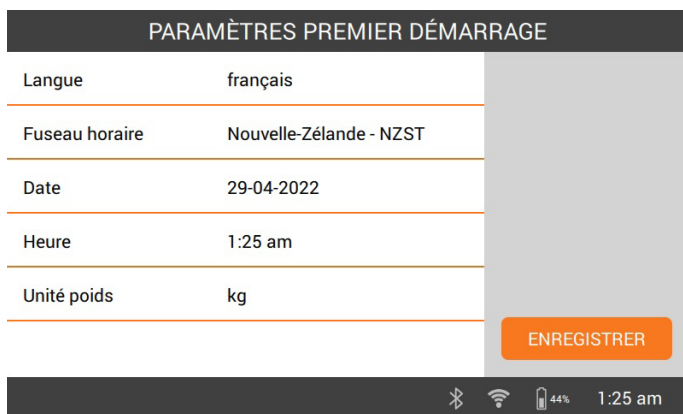 PARAMÈTRES PREMIER DÉMARRAGE
Langue français
Fuseau horaire Nouvelle-Zélande - NZST
Date 29-04-2022
Heure 1:25 am
Unité poids kg
ENREGISTRER
44% 1:25 am